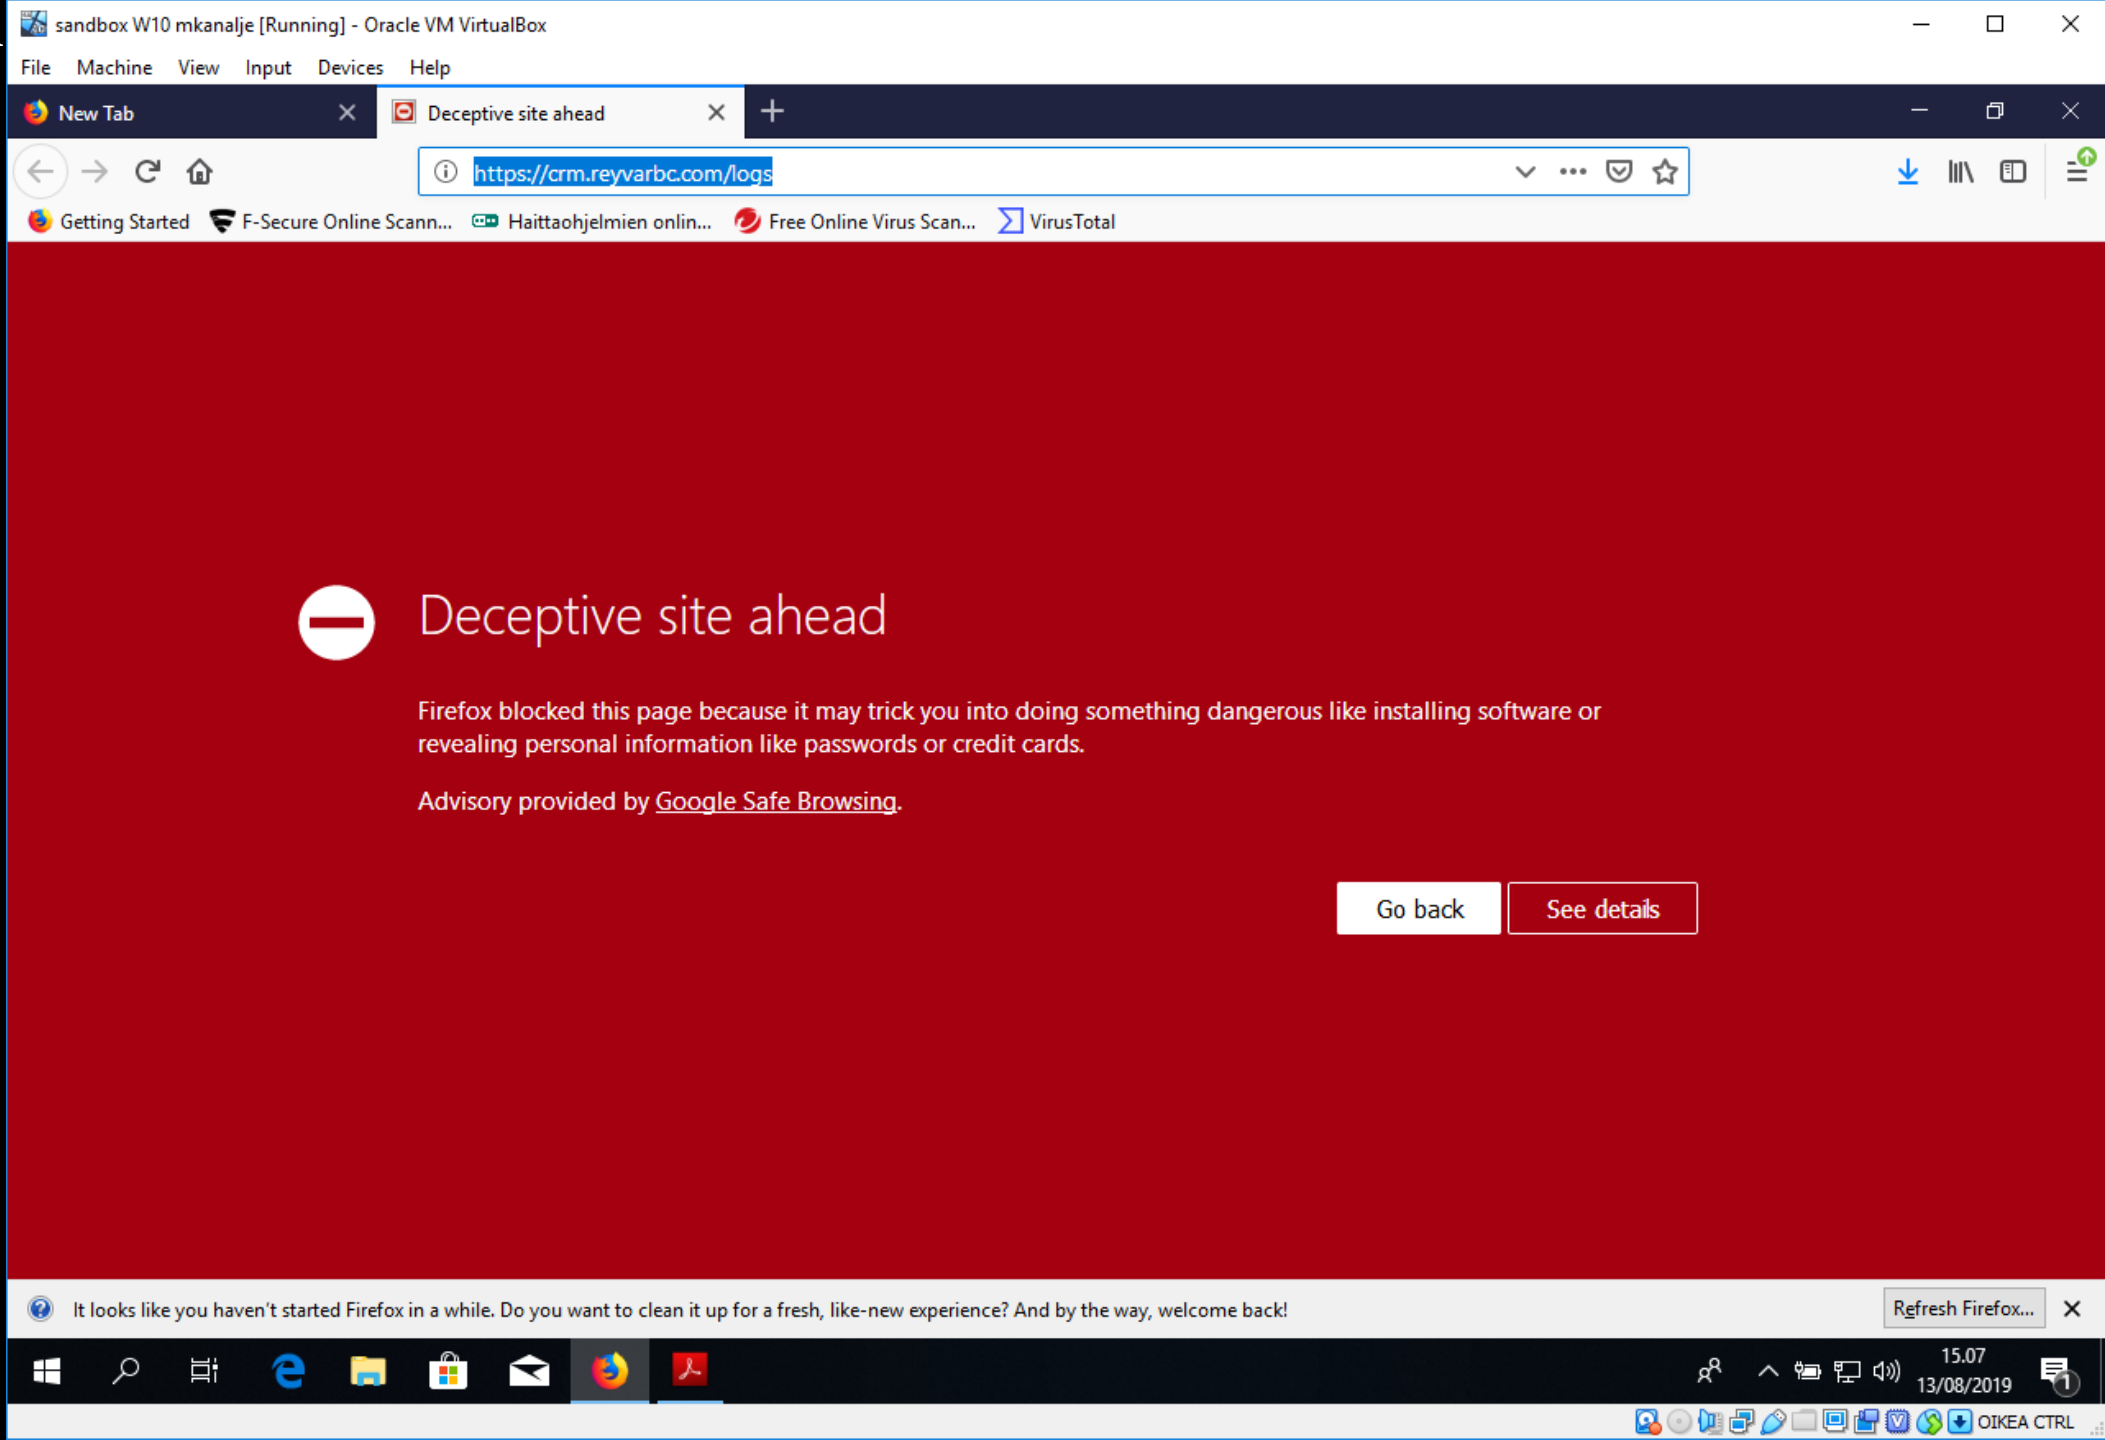 sandbox W10 mkanalje [Running] - Oracle VM VirtualBox
File Machine View Input Devices Help
New Tab
Deceptive site ahead
https://crm.reyvarbc.com/logs
Getting Started F-Secure Online Scann... Haittaohjelmien onlin... Free Online Virus Scan... VirusTotal
Deceptive site ahead
Firefox blocked this page because it may trick you into doing something dangerous like installing software or
revealing personal information like passwords or credit cards.
Advisory provided by Google Safe Browsing.
Go back See details
It looks like you haven't started Firefox in a while. Do you want to clean it up for a fresh, like-new experience? And by the way, welcome back!
Refresh Firefox...
15.07
13/08/2019
1
OIKEA CTRL